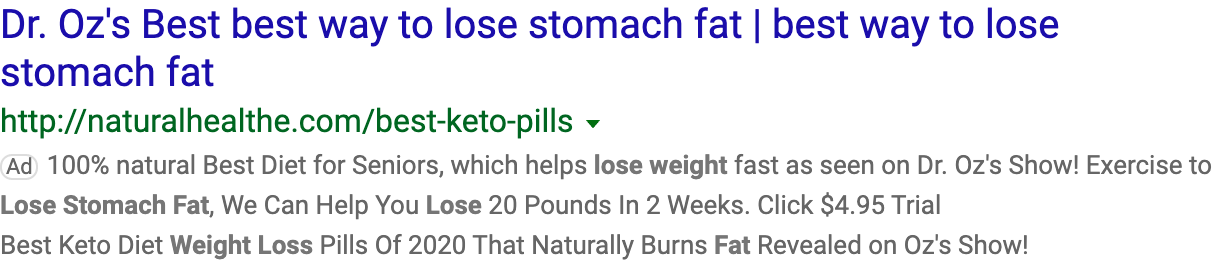 Dr. Oz's Best best way to lose stomach fat | best way to lose
stomach fat
http://naturalhealthe.com/best-keto-pills
Ad 100% natural Best Diet for Seniors, which helps lose weight fast as seen on Dr. Oz's Show! Exercise to
Lose Stomach Fat, We Can Help You Lose 20 Pounds In 2 Weeks. Click $4.95 Trial
Best Keto Diet Weight Loss Pills Of 2020 That Naturally Burns Fat Revealed on Oz's Show!